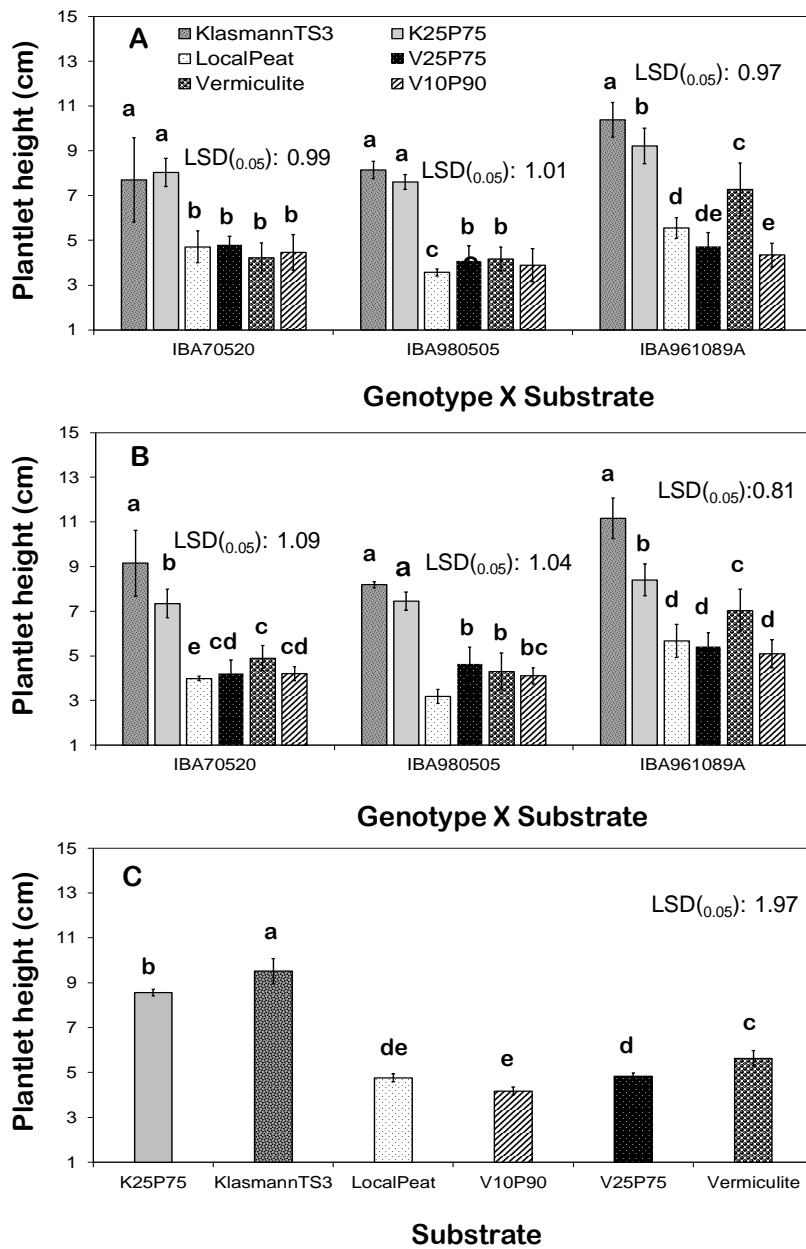 A
KlasmannTS3 K25P75
LocalPeat V25P75
Vermiculite V10P90
LSD(0.05): 0.99
LSD(0.05): 1.01
LSD(0.05): 0.97
a a b b b b
a a c b b
a b d de c e
15
13
11
9
7
5
3
1
Plantlet height (cm)
IBA70520 IBA980505 IBA961089A
Genotype X Substrate
B
LSD(0.05): 1.09
LSD(0.05): 1.04
LSD(0.05):0.81
a b e cd c cd
a a b b bc
a b d d c d
15
13
11
9
7
5
3
1
Plantlet height (cm)
IBA70520 IBA980505 IBA961089A
Genotype X Substrate
C
LSD(0.05): 1.97
b a de e d c
15
13
11
9
7
5
3
1
Plantlet height (cm)
K25P75 KlasmannTS3 LocalPeat V10P90 V25P75 Vermiculite
Substrate